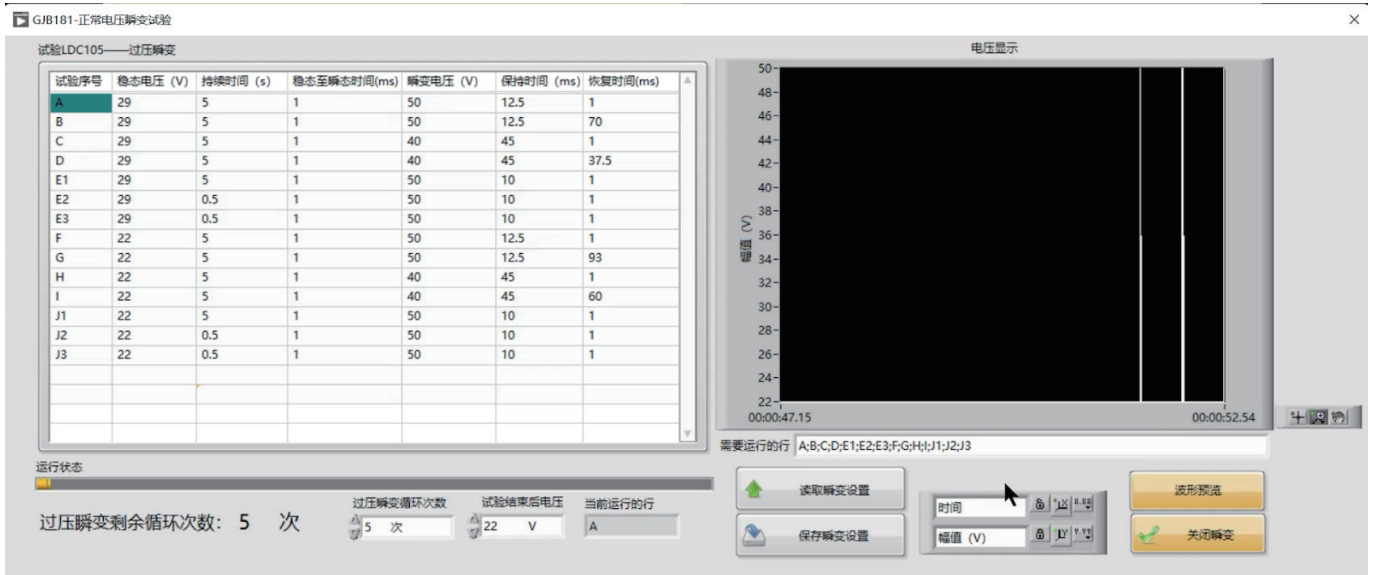 GJB181-正常电压瞬变试验
试验LDC105——过压瞬变
试验序号 稳态电压 (V) 持续时间 (s) 稳态至瞬态时间(ms) 瞬变电压 (V) 保持时间 (ms) 恢复时间(ms)
A 29 5 1 50 12.5 1
B 29 5 1 50 12.5 70
C 29 5 1 40 45 1
D 29 5 1 40 45 37.5
E1 29 5 1 50 10 1
E2 29 0.5 1 50 10 1
E3 29 0.5 1 50 10 1
F 22 5 1 50 12.5 1
G 22 5 1 50 12.5 93
H 22 5 1 40 45 1
I 22 5 1 40 45 60
J1 22 5 1 50 10 1
J2 22 0.5 1 50 10 1
J3 22 0.5 1 50 10 1
电压显示
幅值 (V)
50
48
46
44
42
40
38
36
34
32
30
28
26
24
22
00:00:47.15 00:00:52.54
需要运行的行 A;B;C;D;E1;E2;E3;F;G;H;I;J1;J2;J3
运行状态
过压瞬变剩余循环次数: 5 次
过压瞬变循环次数
5 次
试验结束后电压
22 V
当前运行的行
A
读取瞬变设置
保存瞬变设置
时间
幅值 (V)
波形预览
关闭瞬变